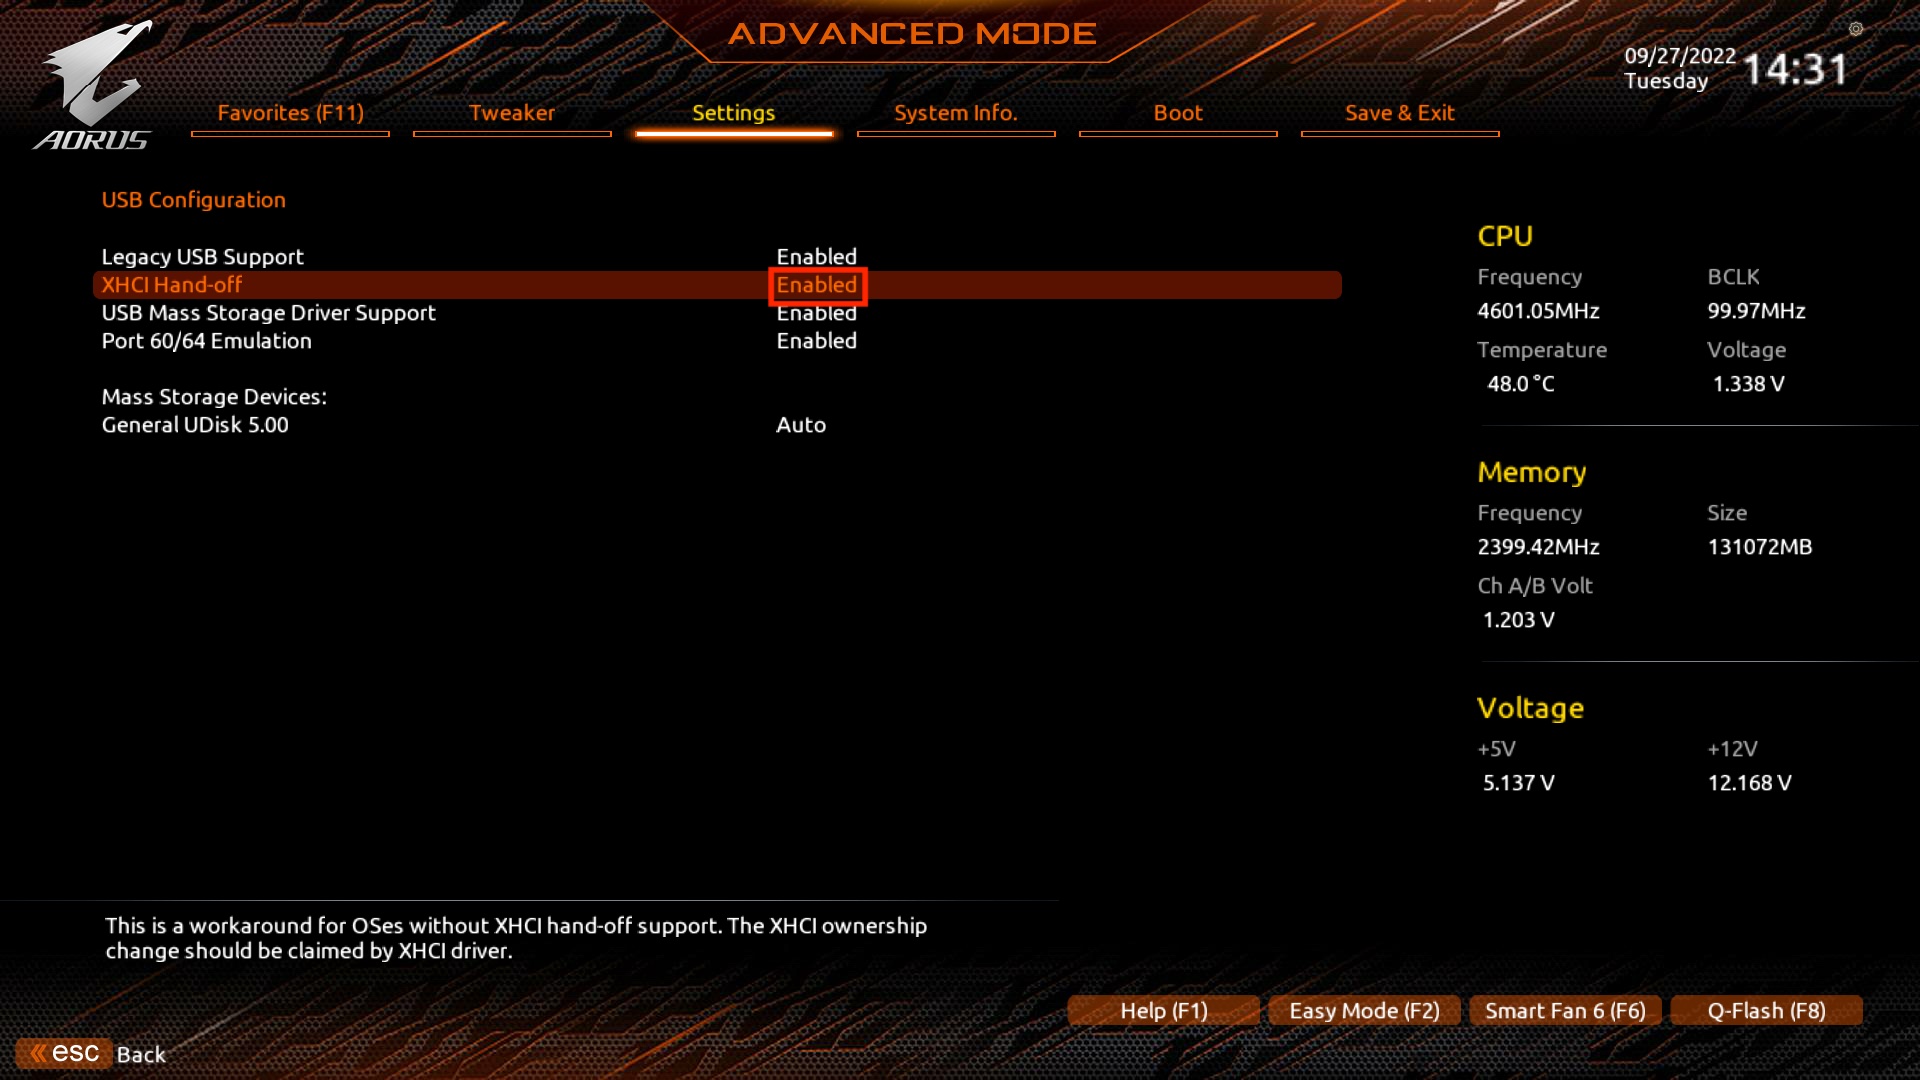 ADVANCED MODE
09/27/2022
Tuesday
14:31
AORUS
Favorites (F11)
Tweaker
Settings
System Info.
Boot
Save & Exit
USB Configuration
Legacy USB Support Enabled
XHCI Hand-off Enabled
USB Mass Storage Driver Support Enabled
Port 60/64 Emulation Enabled
Mass Storage Devices:
General UDisk 5.00 Auto
CPU
Frequency BCLK
4601.05MHz 99.97MHz
Temperature Voltage
48.0 °C 1.338 V
Memory
Frequency Size
2399.42MHz 131072MB
Ch A/B Volt
1.203 V
Voltage
+5V +12V
5.137 V 12.168 V
This is a workaround for OSes without XHCI hand-off support. The XHCI ownership
change should be claimed by XHCI driver.
Help (F1)
Easy Mode (F2)
Smart Fan 6 (F6)
Q-Flash (F8)
esc Back